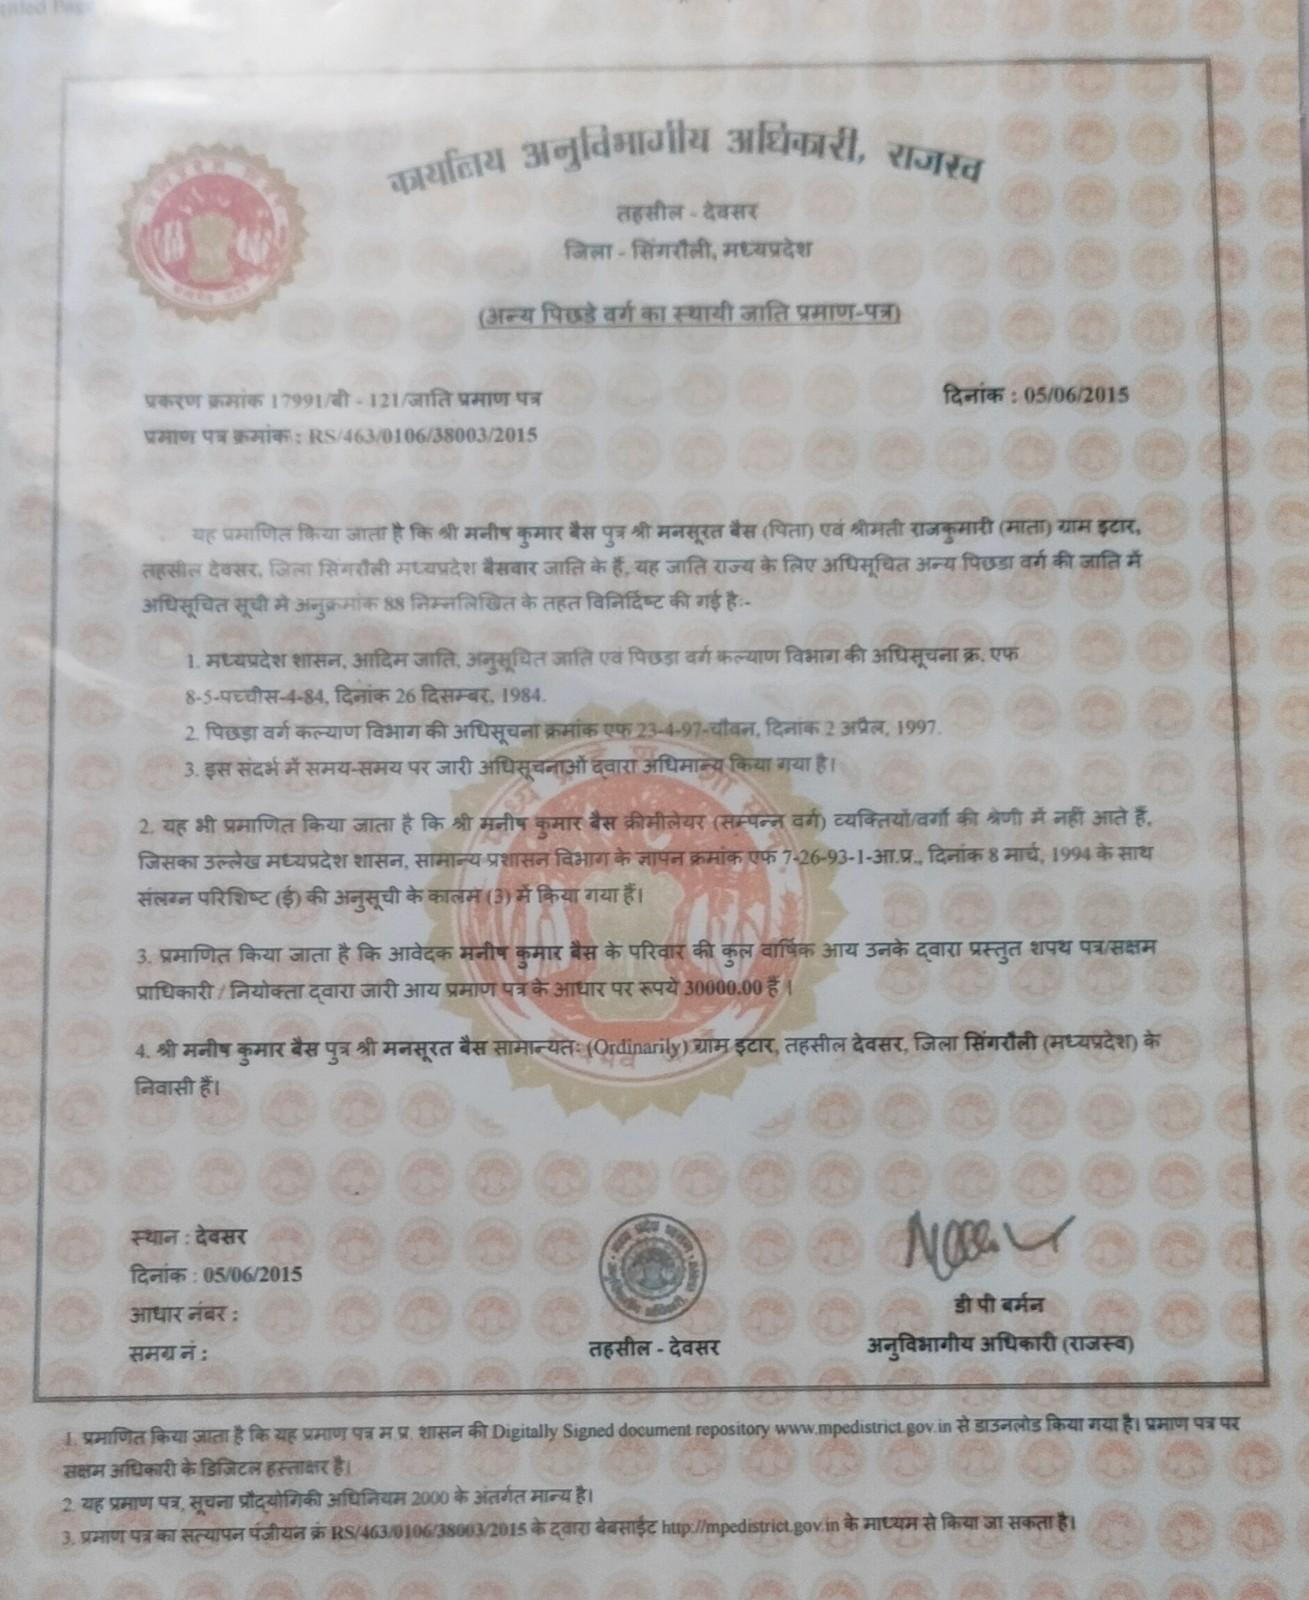 कार्यालय अनुविभागीय अधिकारी, राजस्व
तहसील - देवसर
जिला - सिंगरौली, मध्यप्रदेश
(अन्य पिछडे वर्ग का स्थायी जाति प्रमाण-पत्र)
प्रकरण क्रमांक 17991/बी - 121/जाति प्रमाण पत्र
दिनांक : 05/06/2015
प्रमाण पत्र क्रमांक : RS/463/0106/38003/2015
यह प्रमाणित किया जाता है कि श्री मनीष कुमार बैस पुत्र श्री मनसूरत बैस (पिता) एवं श्रीमती राजकुमारी (माता) ग्राम इटार,
तहसील देवसर, जिला सिंगरौली मध्यप्रदेश बैसवार जाति के हैं, यह जाति राज्य के लिए अधिसूचित अन्य पिछडा वर्ग की जाति में
अधिसूचित सूची मे अनुक्रमांक 88 निम्नलिखित के तहत विनिर्दिष्ट की गई है:-
1. मध्यप्रदेश शासन, आदिम जाति, अनुसूचित जाति एवं पिछडा वर्ग कल्याण विभाग की अधिसूचना क्र. एफ
8-5-पच्चीस-4-84, दिनांक 26 दिसम्बर, 1984.
2. पिछडा वर्ग कल्याण विभाग की अधिसूचना क्रमांक एफ 23-4-97-चौवन, दिनांक 2 अप्रैल, 1997.
3. इस संदर्भ में समय-समय पर जारी अधिसूचनाओं द्वारा अधिमान्य किया गया है।
2. यह भी प्रमाणित किया जाता है कि श्री मनीष कुमार बैस क्रीमीलेयर (सम्पन्न वर्ग) व्यक्तियों/वर्गों की श्रेणी में नहीं आते हैं,
जिसका उल्लेख मध्यप्रदेश शासन, सामान्य प्रशासन विभाग के ज्ञापन क्रमांक एफ 7-26-93-1-आ.प्र., दिनांक 8 मार्च, 1994 के साथ
संलग्न परिशिष्ट (ई) की अनुसूची के कालम (3) में किया गया हैं।
3. प्रमाणित किया जाता है कि आवेदक मनीष कुमार बैस के परिवार की कुल वार्षिक आय उनके द्वारा प्रस्तुत शपथ पत्र/सक्षम
प्राधिकारी / नियोक्ता द्वारा जारी आय प्रमाण पत्र के आधार पर रूपये 30000.00 हैं ।
4. श्री मनीष कुमार बैस पुत्र श्री मनसूरत बैस सामान्यतः (Ordinarily) ग्राम इटार, तहसील देवसर, जिला सिंगरौली (मध्यप्रदेश) के
निवासी हैं।
स्थान : देवसर
दिनांक : 05/06/2015
आधार नंबर :
समग्र नं :
तहसील - देवसर
डी पी बर्मन
अनुविभागीय अधिकारी (राजस्व)
1. प्रमाणित किया जाता है कि यह प्रमाण पत्र म.प्र. शासन की Digitally Signed document repository www.mpedistrict.gov.in से डाउनलोड किया गया है। प्रमाण पत्र पर
सक्षम अधिकारी के डिजिटल हस्ताक्षर है।
2. यह प्रमाण पत्र, सूचना प्रौद्योगिकी अधिनियम 2000 के अंतर्गत मान्य है।
3. प्रमाण पत्र का सत्यापन पंजीयन क्रं RS/463/0106/38003/2015 के द्वारा बेबसाईट http://mpedistrict.gov.in के माध्यम से किया जा सकता है।